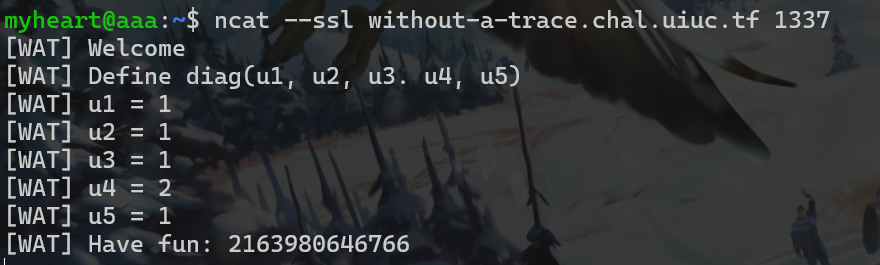 myheart@aaa:~$ ncat --ssl without-a-trace.chal.uiuc.tf 1337
[WAT] Welcome
[WAT] Define diag(u1, u2, u3. u4, u5)
[WAT] u1 = 1
[WAT] u2 = 1
[WAT] u3 = 1
[WAT] u4 = 2
[WAT] u5 = 1
[WAT] Have fun: 2163980646766